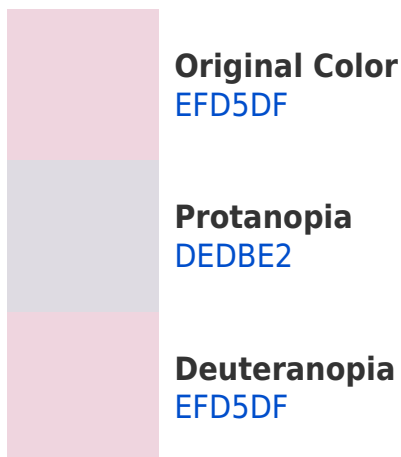 Original Color
EFD5DF
Protanopia
DEDBE2
Deuteranopia
EFD5DF